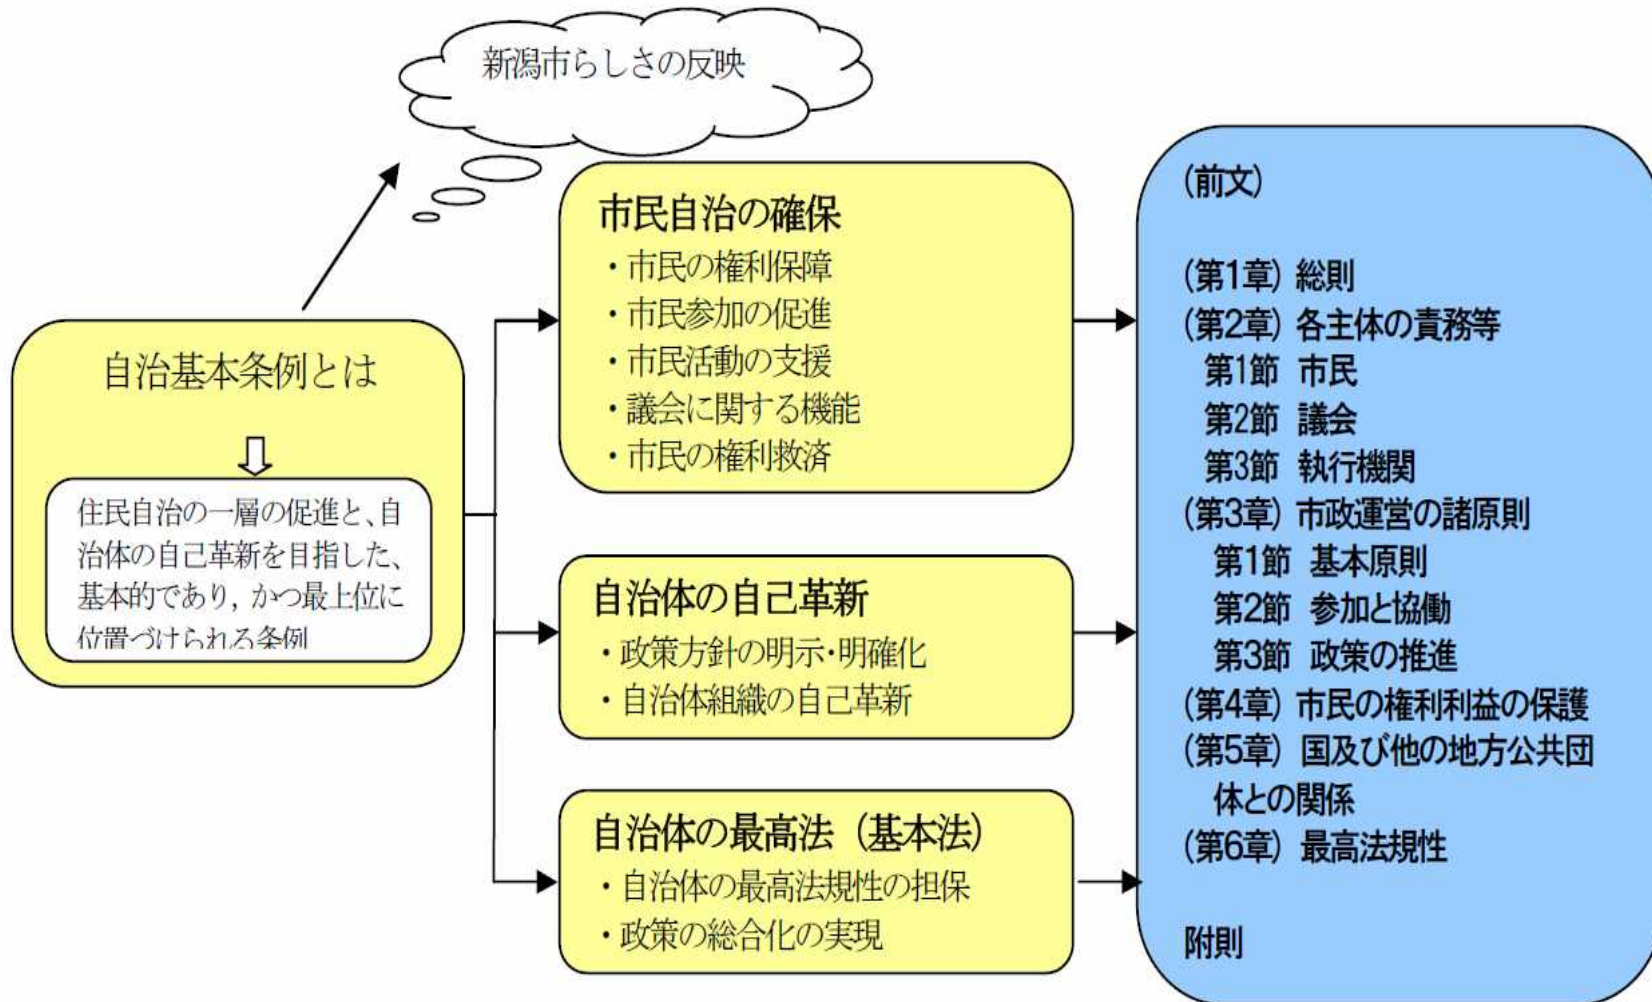 新潟市らしさの反映
自治基本条例とは
住民自治の一層の促進と、自
治体の自己革新を目指した、
基本的であり，かつ最上位に
位置づけられる条例
市民自治の確保
・市民の権利保障
・市民参加の促進
・市民活動の支援
・議会に関する機能
・市民の権利救済
自治体の自己革新
・政策方針の明示・明確化
・自治体組織の自己革新
自治体の最高法（基本法）
・自治体の最高法規性の担保
・政策の総合化の実現
(前文)
(第1章) 総則
(第2章) 各主体の責務等
第1節 市民
第2節 議会
第3節 執行機関
(第3章) 市政運営の諸原則
第1節 基本原則
第2節 参加と協働
第3節 政策の推進
(第4章) 市民の権利利益の保護
(第5章) 国及び他の地方公共団
体との関係
(第6章) 最高法規性
附則